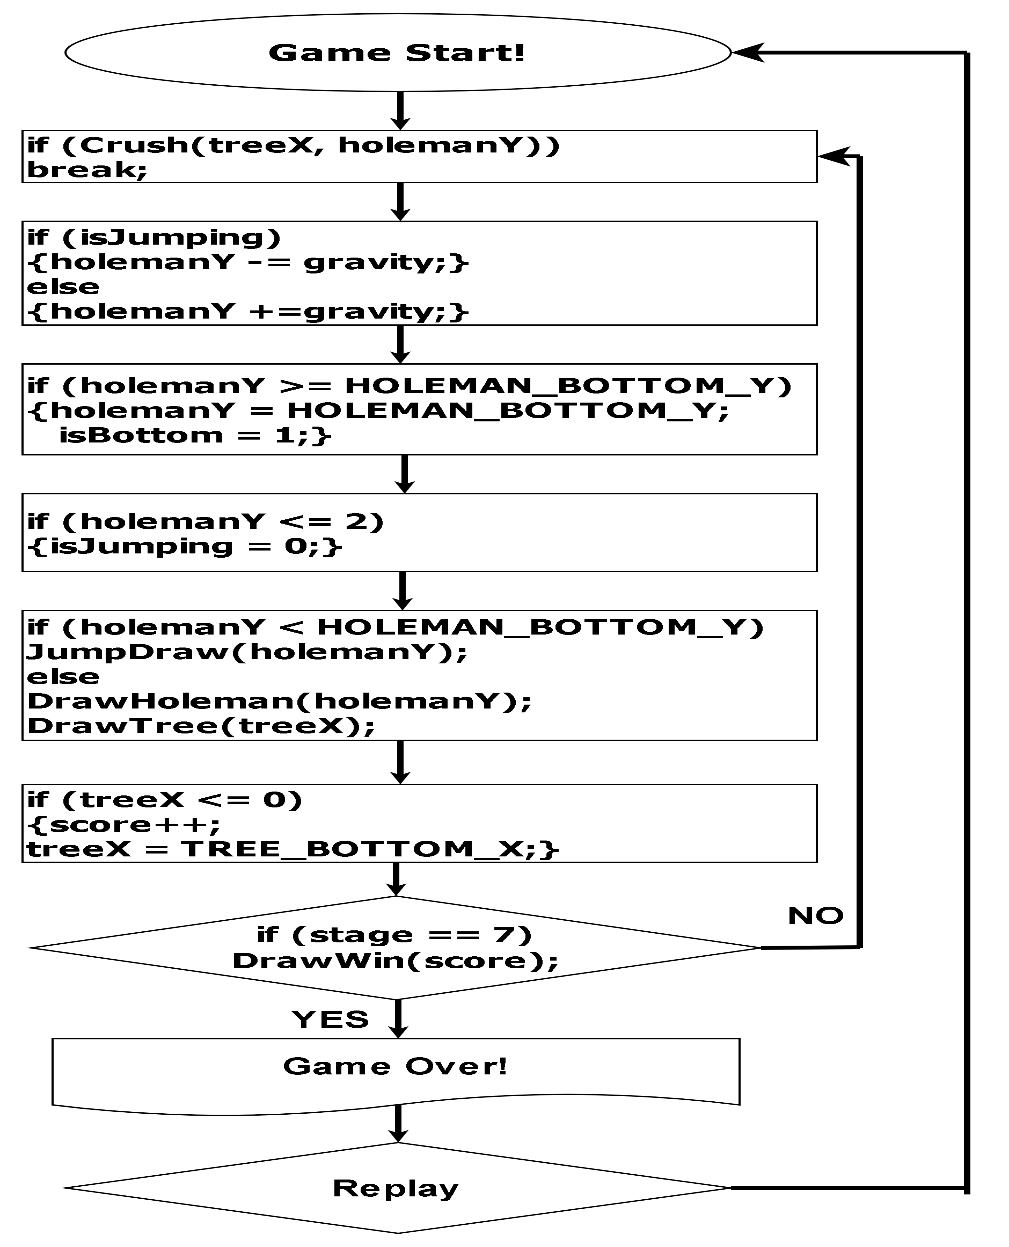 Game Start!
if (Crush(treeX, holemanY))
break;
if (isJumping)
{holemanY -= gravity;}
else
{holemanY +=gravity;}
if (holemanY >= HOLEMAN_BOTTOM_Y)
{holemanY = HOLEMAN_BOTTOM_Y;
isBottom = 1;}
if (holemanY <= 2)
{isJumping = 0;}
if (holemanY < HOLEMAN_BOTTOM_Y)
JumpDraw(holemanY);
else
DrawHoleman(holemanY);
DrawTree(treeX);
if (treeX <= 0)
{score++;
treeX = TREE_BOTTOM_X;}
NO
if (stage == 7)
DrawWin(score);
YES
Game Over!
Replay